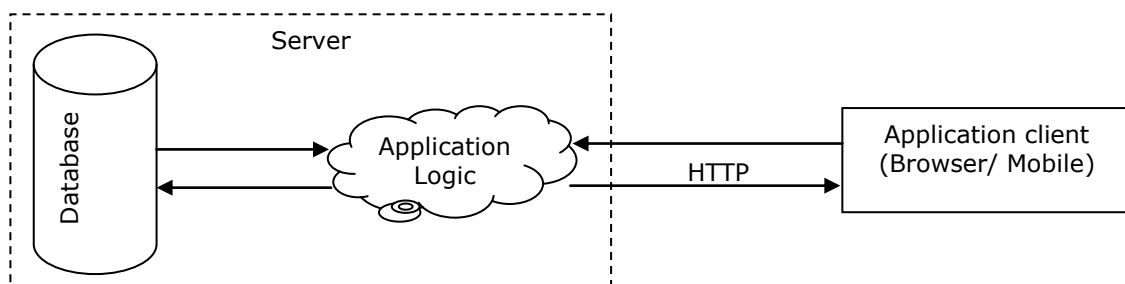 Server
Database
Application
Logic
HTTP
Application client
(Browser/ Mobile)